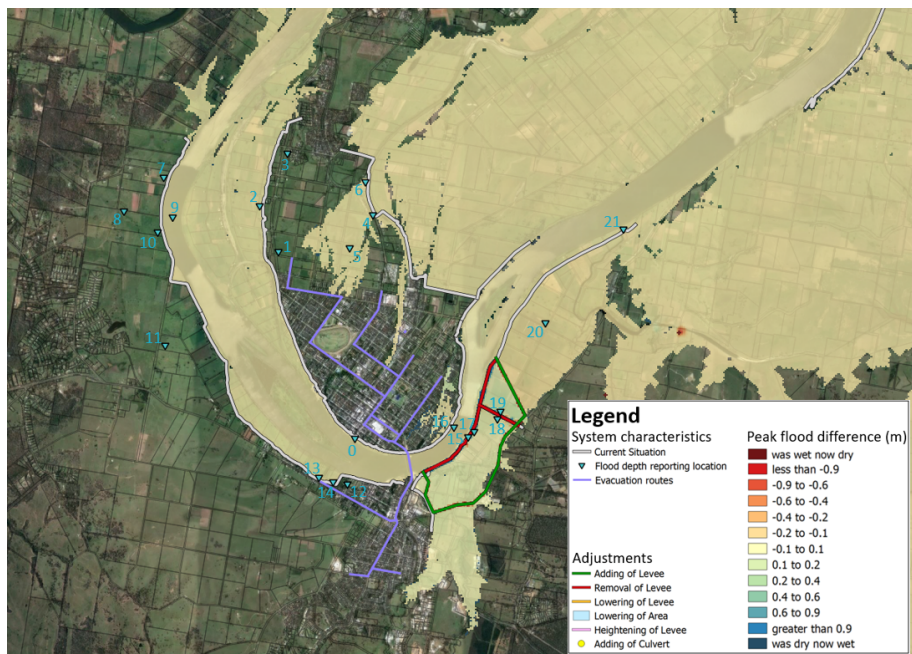 3
7
6
2
8
9
4
21
10
1
5
20
11
19
16
17
18
15
0
13
14
12
Legend
System characteristics
Current Situation
Flood depth reporting location
Evacuation routes
Adjustments
Adding of Levee
Removal of Levee
Lowering of Levee
Lowering of Area
Heightening of Levee
Adding of Culvert
Peak flood difference (m)
was wet now dry
less than -0.9
-0.9 to -0.6
-0.6 to -0.4
-0.4 to -0.2
-0.2 to -0.1
-0.1 to 0.1
0.1 to 0.2
0.2 to 0.4
0.4 to 0.6
0.6 to 0.9
greater than 0.9
was dry now wet